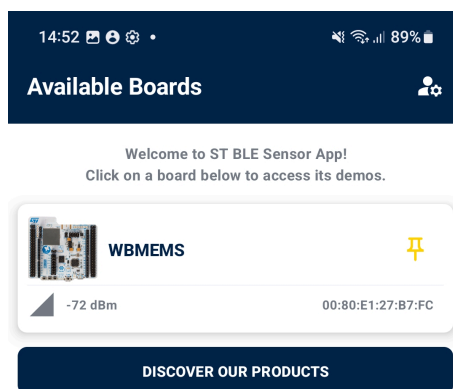 14:52 89%
Available Boards
Welcome to ST BLE Sensor App!
Click on a board below to access its demos.
WBMEMS
-72 dBm 00:80:E1:27:B7:FC
DISCOVER OUR PRODUCTS